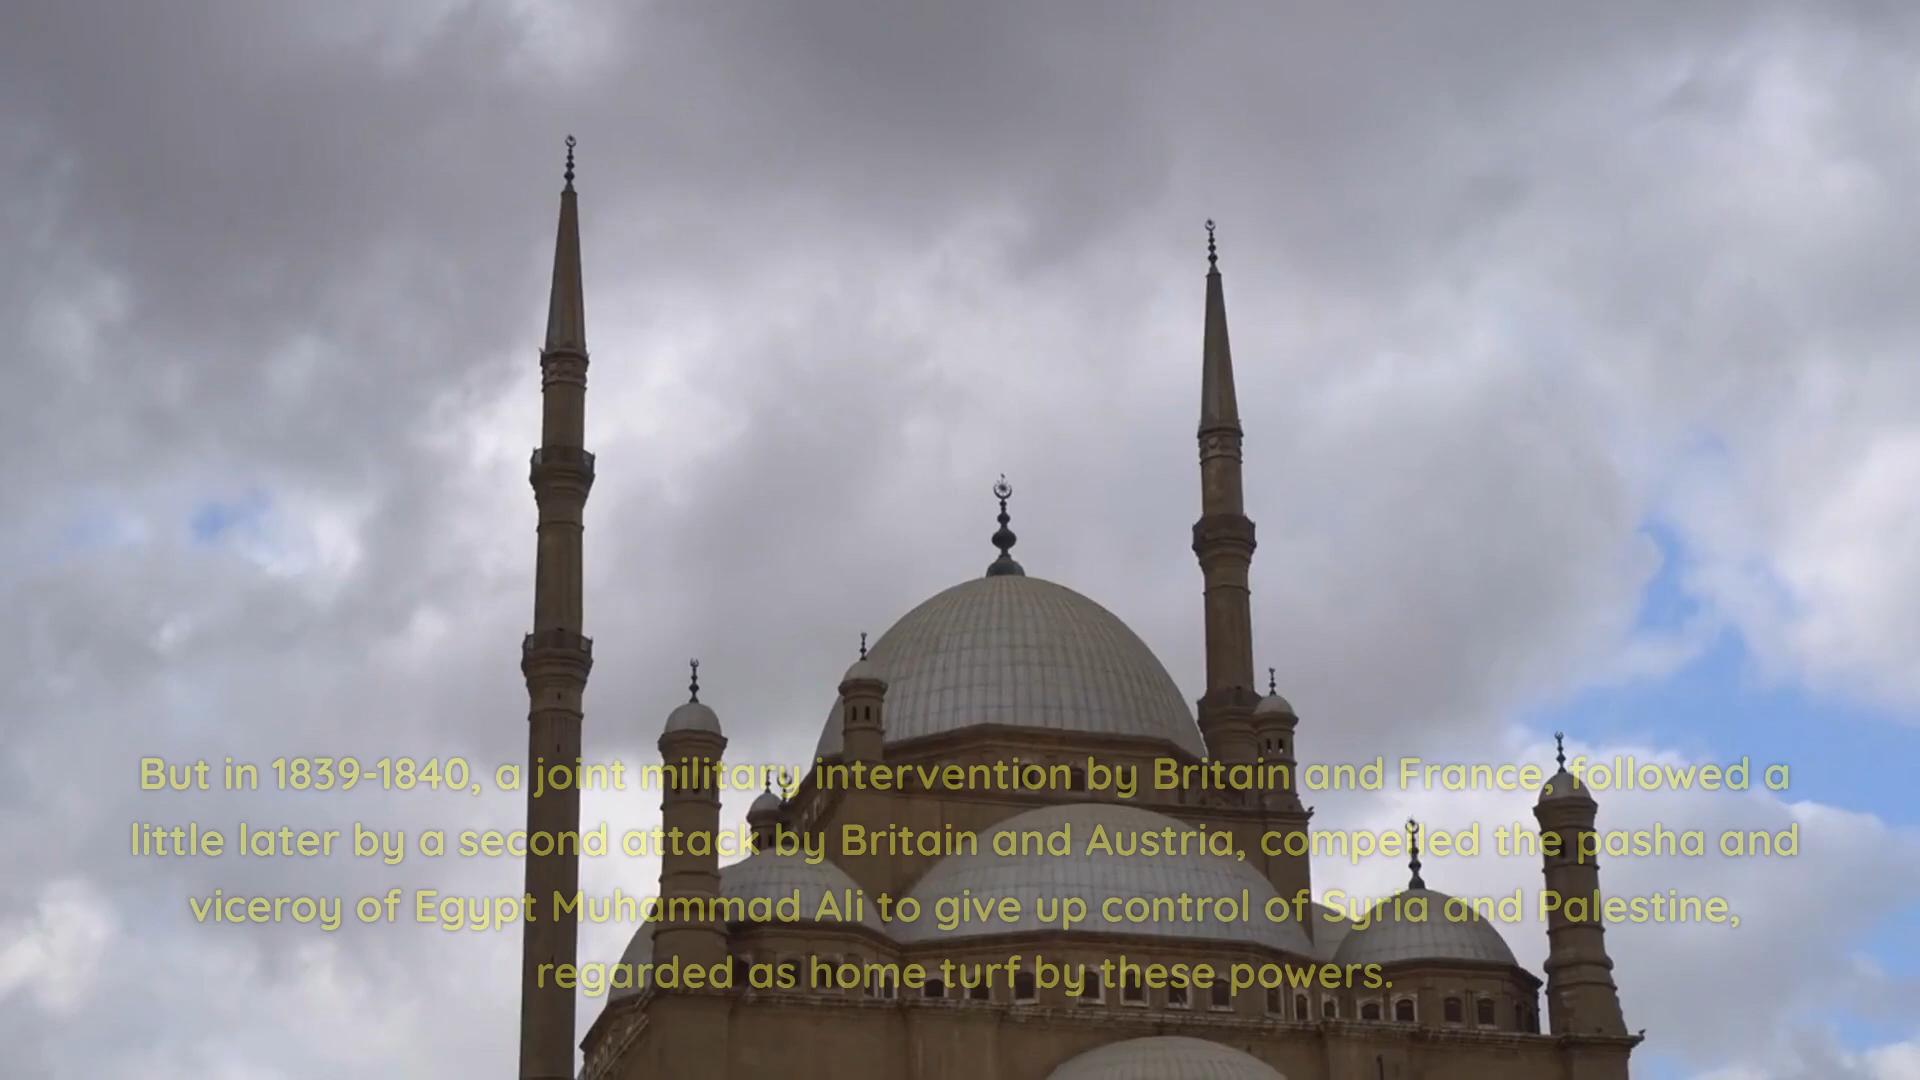 But in 1839-1840, a joint military intervention by Britain and France, followed a
little later by a second attack by Britain and Austria, compelled the pasha and
viceroy of Egypt Muhammad Ali to give up control of Syria and Palestine,
regarded as home turf by these powers.